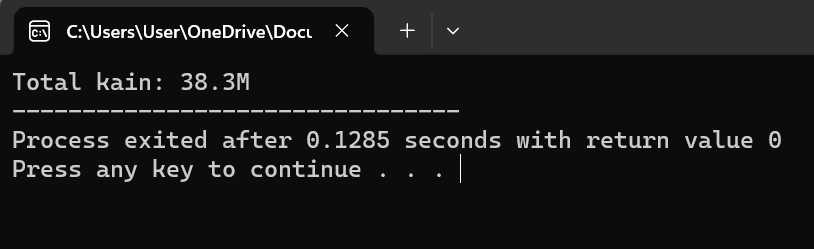 C:\Users\User\OneDrive\Docu
Total kain: 38.3M
--------------------------------
Process exited after 0.1285 seconds with return value 0
Press any key to continue . . .